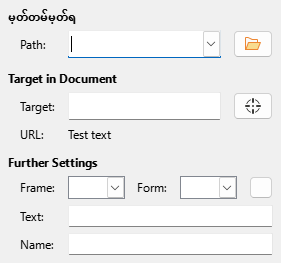 မ့တ်တမ်မ့တ်ရ
Path:
Target in Document
Target:
URL: Test text
Further Settings
Frame: Form:
Text:
Name: